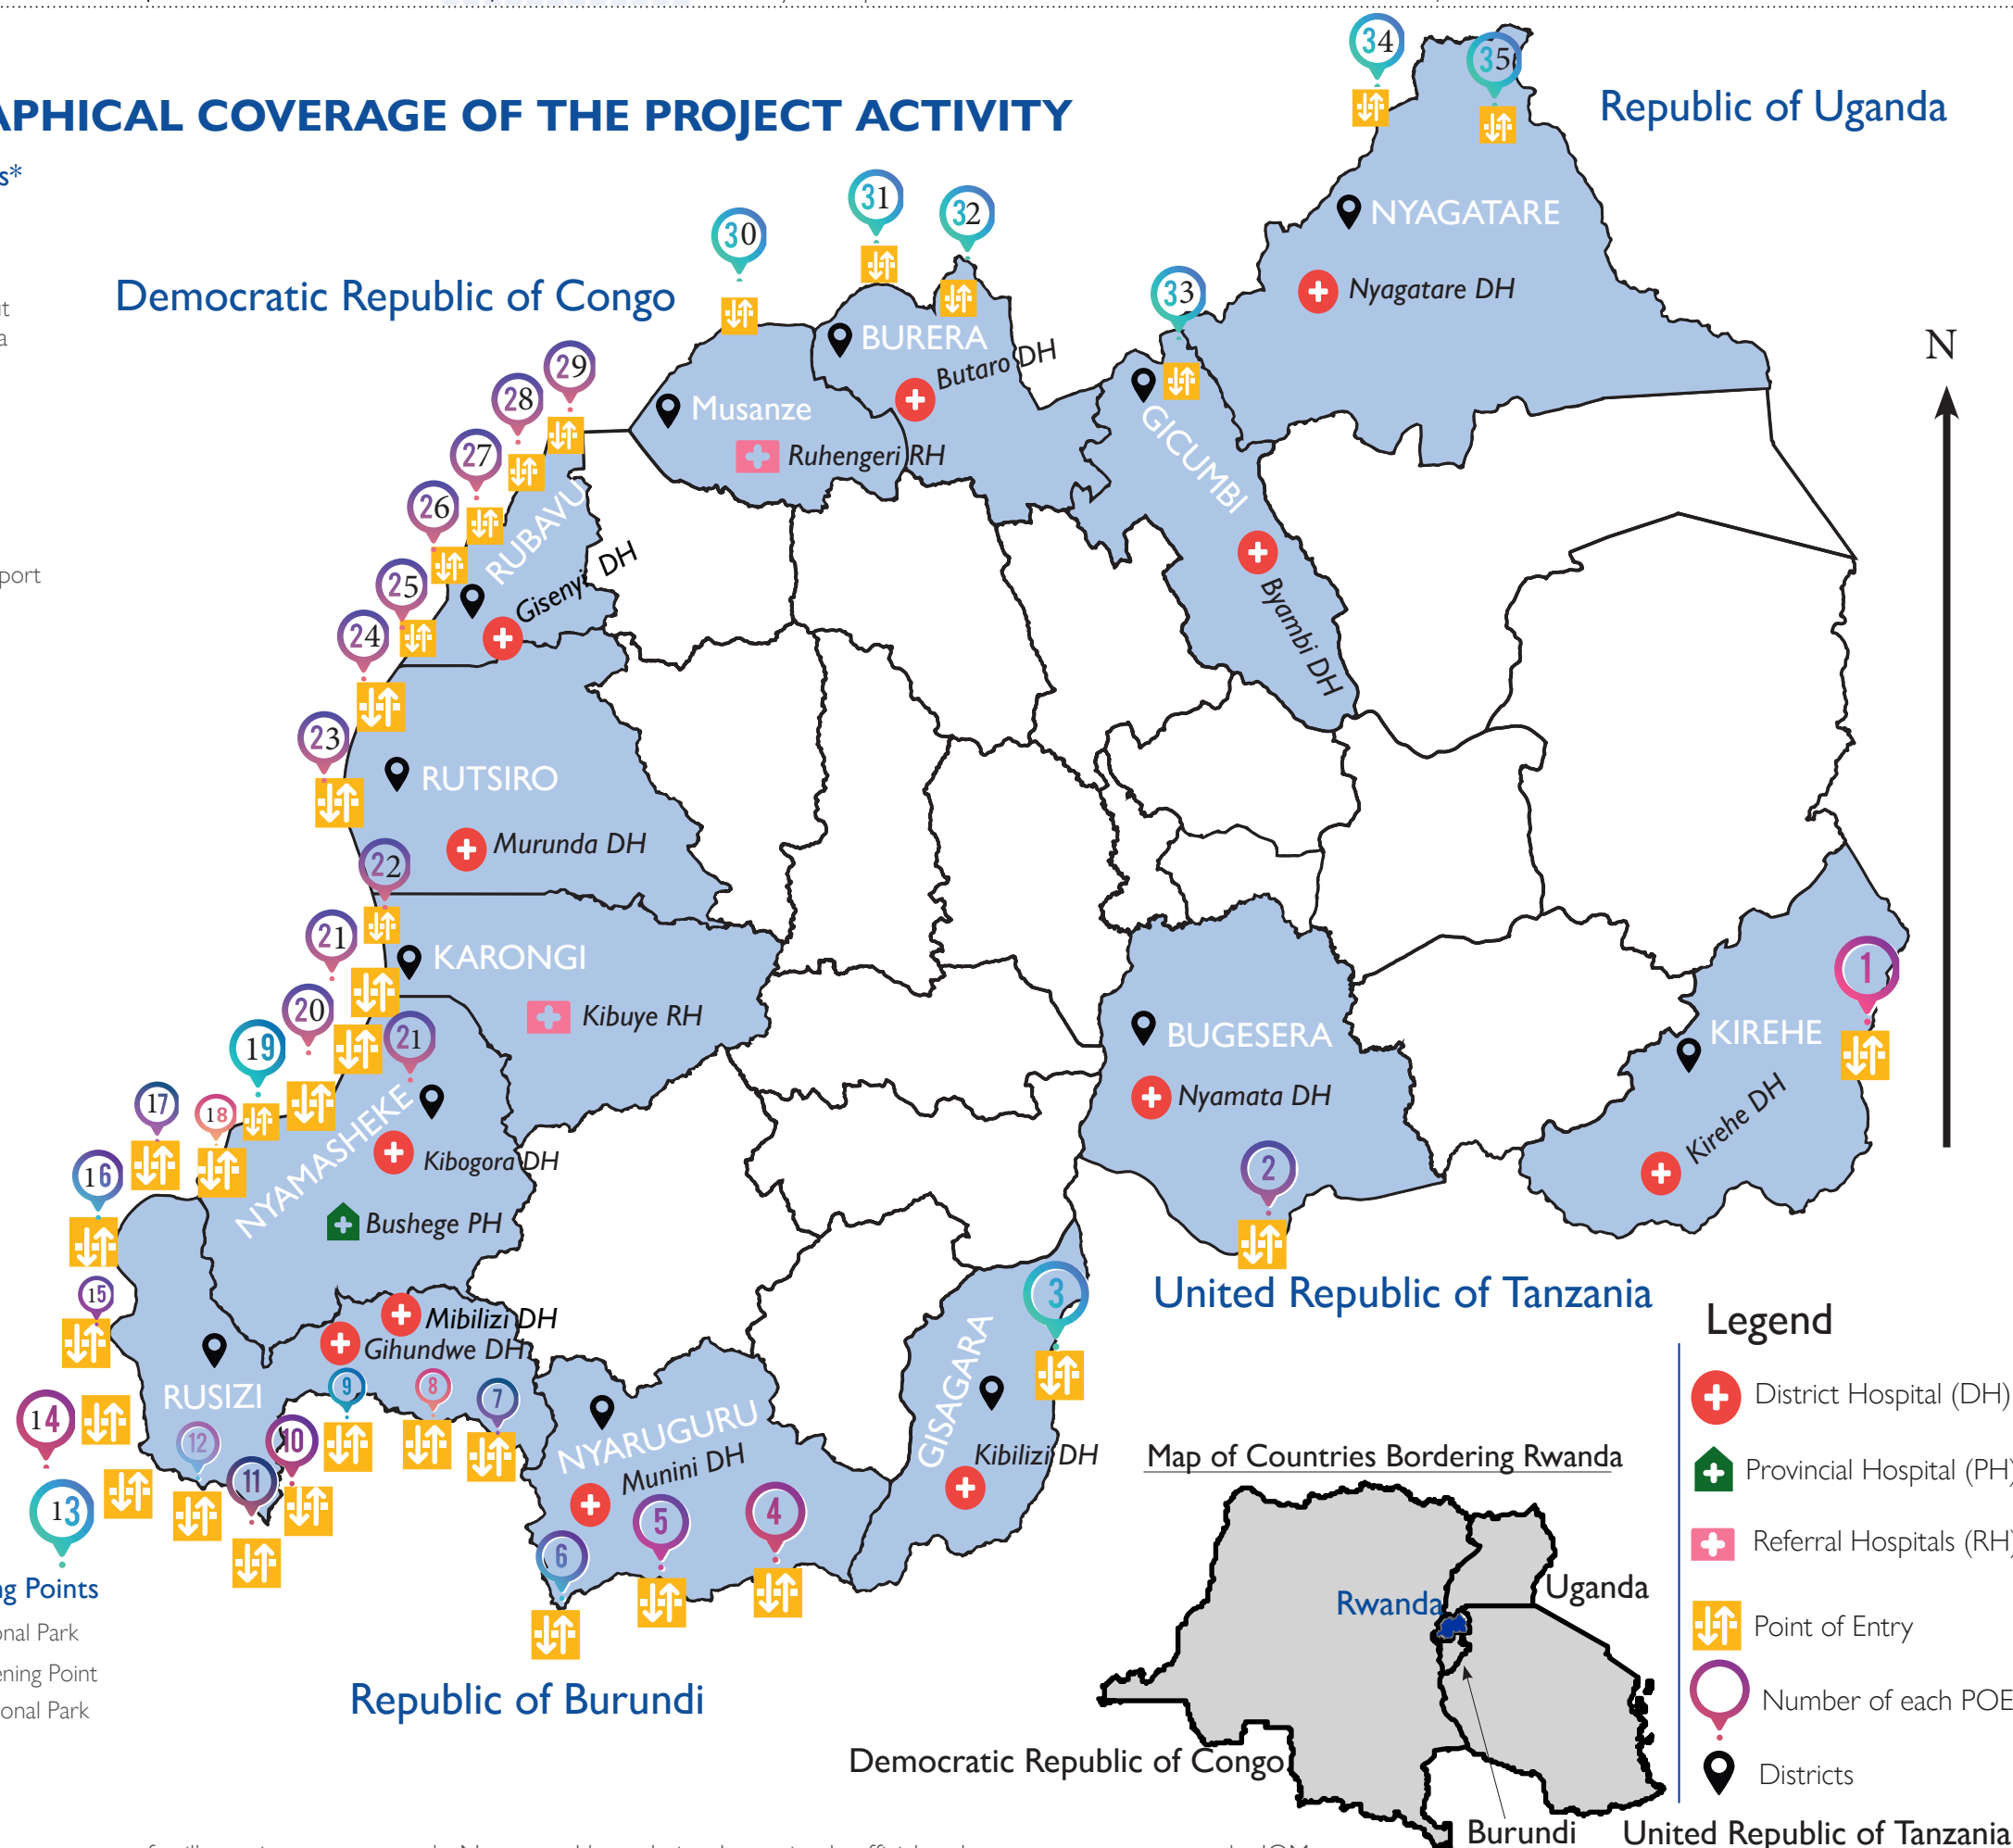 APHICAL COVERAGE OF THE PROJECT ACTIVITY
s*
port
ng Points
onal Park
ening Point
ional Park
Republic of Uganda
Democratic Republic of Congo
United Republic of Tanzania
Republic of Burundi
N
34
35
NYAGATARE
Nyagatare DH
30
31
32
33
BURERA
Butaro DH
Musanze
Ruhengeri RH
GICUMBI
Byambi DH
29
28
27
26
25
24
RUBAVU
Gisenyi DH
23
RUTSIRO
Murunda DH
22
21
KARONGI
Kibuye RH
20
21
19
18
17
16
NYAMASHEKE
Kibogora DH
Bushege PH
15
Mibilizi DH
Gihundwe DH
RUSIZI
14
13
12
11
10
9
8
7
NYARUGURU
Munini DH
6
5
4
GISAGARA
Kibilizi DH
3
BUGESERA
Nyamata DH
2
KIREHE
Kirehe DH
1
Legend
District Hospital (DH)
Provincial Hospital (PH)
Referral Hospitals (RH)
Point of Entry
Number of each POE
Districts
Map of Countries Bordering Rwanda
Rwanda
Uganda
Democratic Republic of Congo
Burundi
United Republic of Tanzania